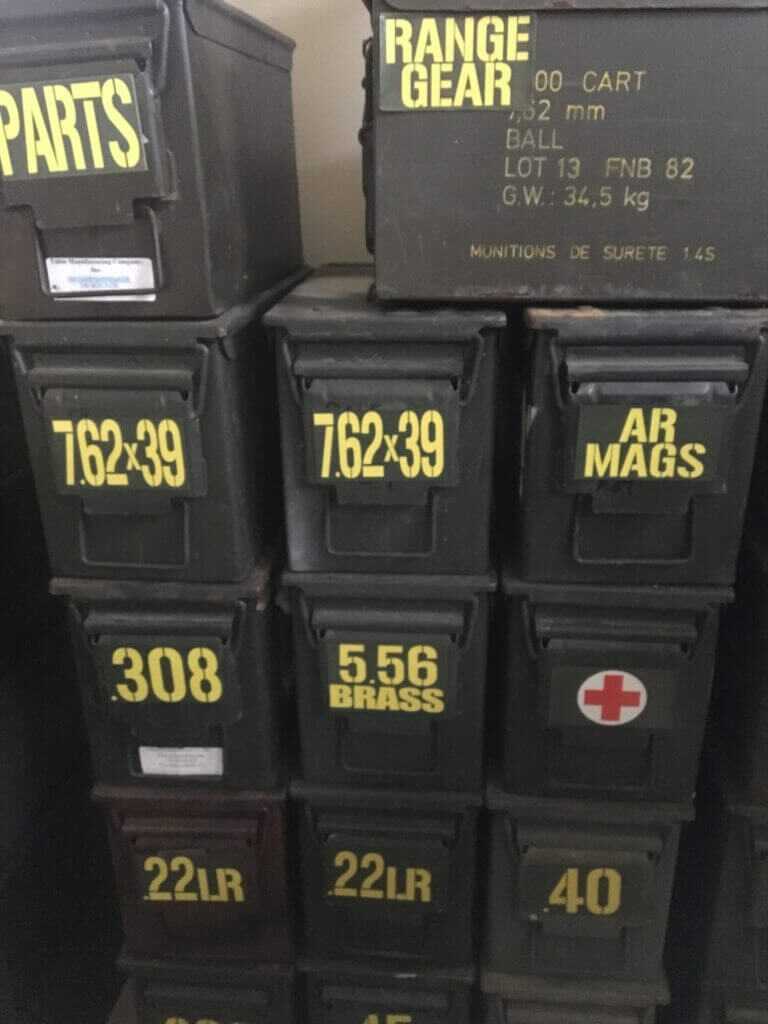 PARTS
RANGE
GEAR
00 CART
7,62 mm
BALL
LOT 13 FNB 82
G.W.: 34,5 kg
MUNITIONS DE SURETE 1.4S
7.62x39
7.62x39
AR
MAGS
.308
5.56
BRASS
.22LR
.22LR
.40